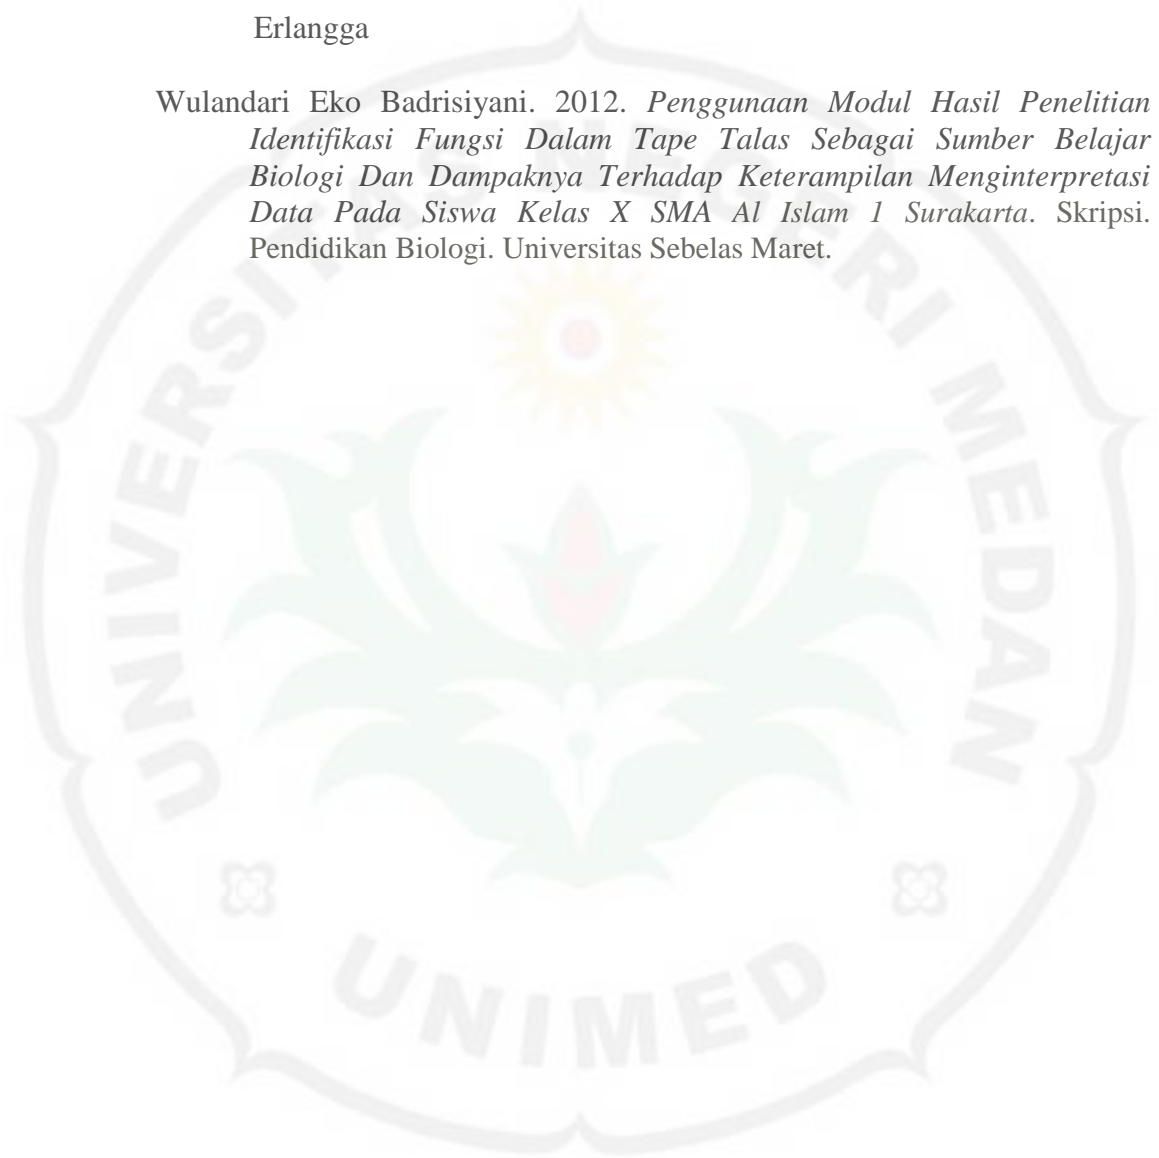 Erlangga
Wulandari Eko Badrisiyani. 2012. Penggunaan Modul Hasil Penelitian
Identifikasi Fungsi Dalam Tape Talas Sebagai Sumber Belajar
Biologi Dan Dampaknya Terhadap Keterampilan Menginterpretasi
Data Pada Siswa Kelas X SMA Al Islam 1 Surakarta. Skripsi.
Pendidikan Biologi. Universitas Sebelas Maret.
UNIVERSITAS NEGERI MEDAN
UNIMED